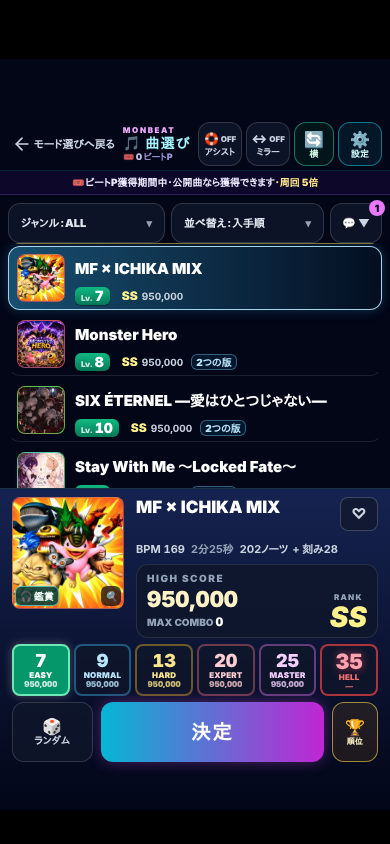 MONBEAT
← モード選びへ戻る
🎵 曲選び
🎟️ 0 ビートP
🛟 OFF
アシスト
↔ OFF
ミラー
🔄
横
⚙️
設定
🎟️ビートP獲得期間中・公開曲なら獲得できます・周回 5倍
ジャンル:ALL ▼
並べ替え:入手順 ▼
💬 ▼
1
MF × ICHIKA MIX
Lv. 7 SS 950,000
Monster Hero
Lv. 8 SS 950,000 2つの版
SIX ÉTERNEL —愛はひとつじゃない—
Lv. 10 SS 950,000 2つの版
Stay With Me 〜Locked Fate〜
MF × ICHIKA MIX
♡
BPM 169 2分25秒 202ノーツ + 刻み28
🎧 鑑賞
HIGH SCORE
950,000
MAX COMBO 0
RANK
SS
7
EASY
950,000
9
NORMAL
950,000
13
HARD
950,000
20
EXPERT
950,000
25
MASTER
950,000
35
HELL
—
🎲
ランダム
決定
🏆
順位